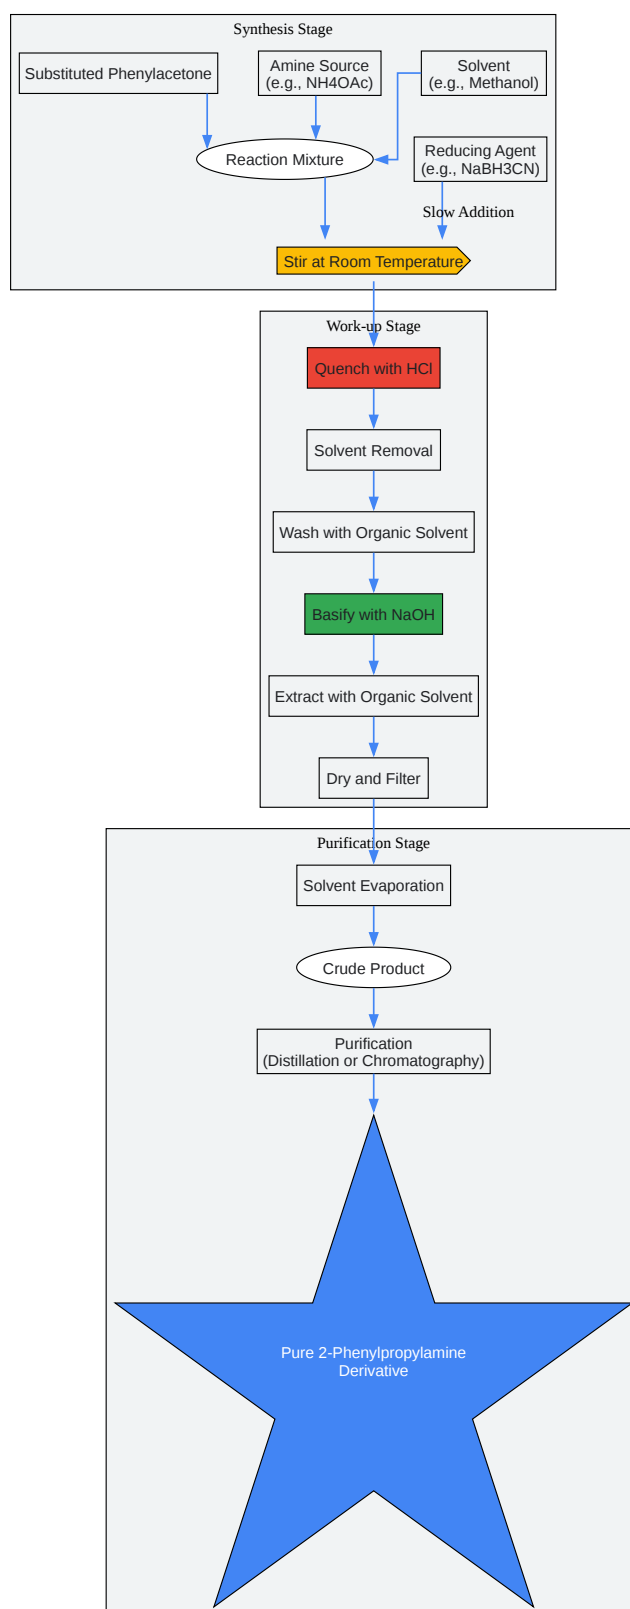 Synthesis Stage
Substituted Phenylacetone
Amine Source
(e.g., NH4OAc)
Solvent
(e.g., Methanol)
Reaction Mixture
Reducing Agent
(e.g., NaBH3CN)
Slow Addition
Stir at Room Temperature
Work-up Stage
Quench with HCl
Solvent Removal
Wash with Organic Solvent
Basify with NaOH
Extract with Organic Solvent
Dry and Filter
Purification Stage
Solvent Evaporation
Crude Product
Purification
(Distillation or Chromatography)
Pure 2-Phenylpropylamine
Derivative